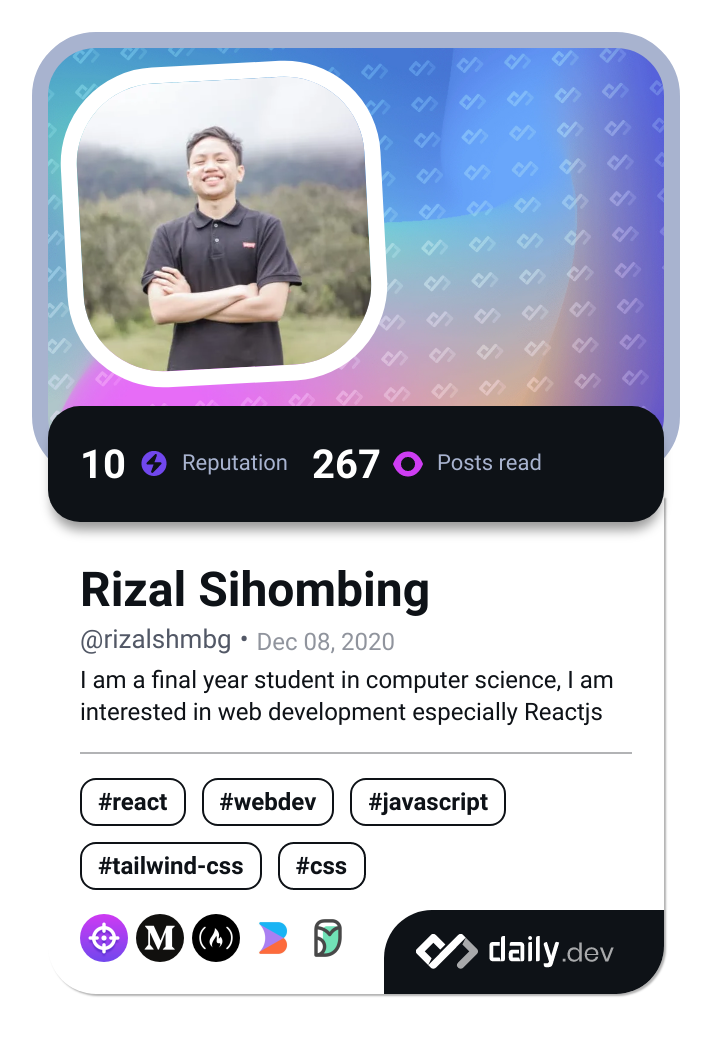 10 Reputation 267 Posts read
Rizal Sihombing
@rizalshmbg • Dec 08, 2020
I am a final year student in computer science, I am
interested in web development especially Reactjs
#react #webdev #javascript
#tailwind-css #css
M
daily.dev